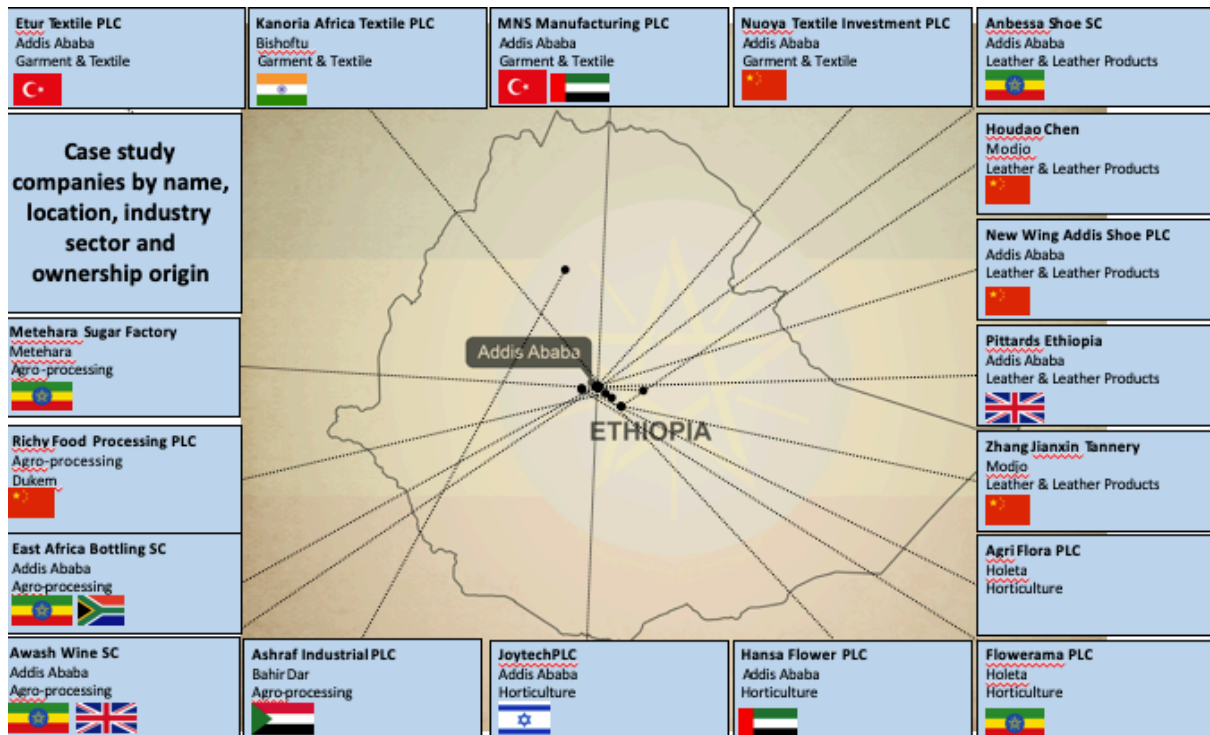 Etur Textile PLC
Addis Ababa
Garment & Textile
Kanoria Africa Textile PLC
Bishoftu
Garment & Textile
MNS Manufacturing PLC
Addis Ababa
Garment & Textile
Nuoya Textile Investment PLC
Addis Ababa
Garment & Textile
Anbessa Shoe SC
Addis Ababa
Leather & Leather Products
Case study
companies by name,
location, industry
sector and
ownership origin
Houdao Chen
Modjo
Leather & Leather Products
New Wing Addis Shoe PLC
Addis Ababa
Leather & Leather Products
Metehara Sugar Factory
Metehara
Agro-processing
Addis Ababa
ETHIOPIA
Pittards Ethiopia
Addis Ababa
Leather & Leather Products
Richy Food Processing PLC
Agro-processing
Dukem
Zhang Jianxin Tannery
Modjo
Leather & Leather Products
East Africa Bottling SC
Addis Ababa
Agro-processing
Agri Flora PLC
Holeta
Horticulture
Awash Wine SC
Addis Ababa
Agro-processing
Ashraf Industrial PLC
Bahir Dar
Agro-processing
JoytechPLC
Addis Ababa
Horticulture
Hansa Flower PLC
Addis Ababa
Horticulture
Flowerama PLC
Holeta
Horticulture